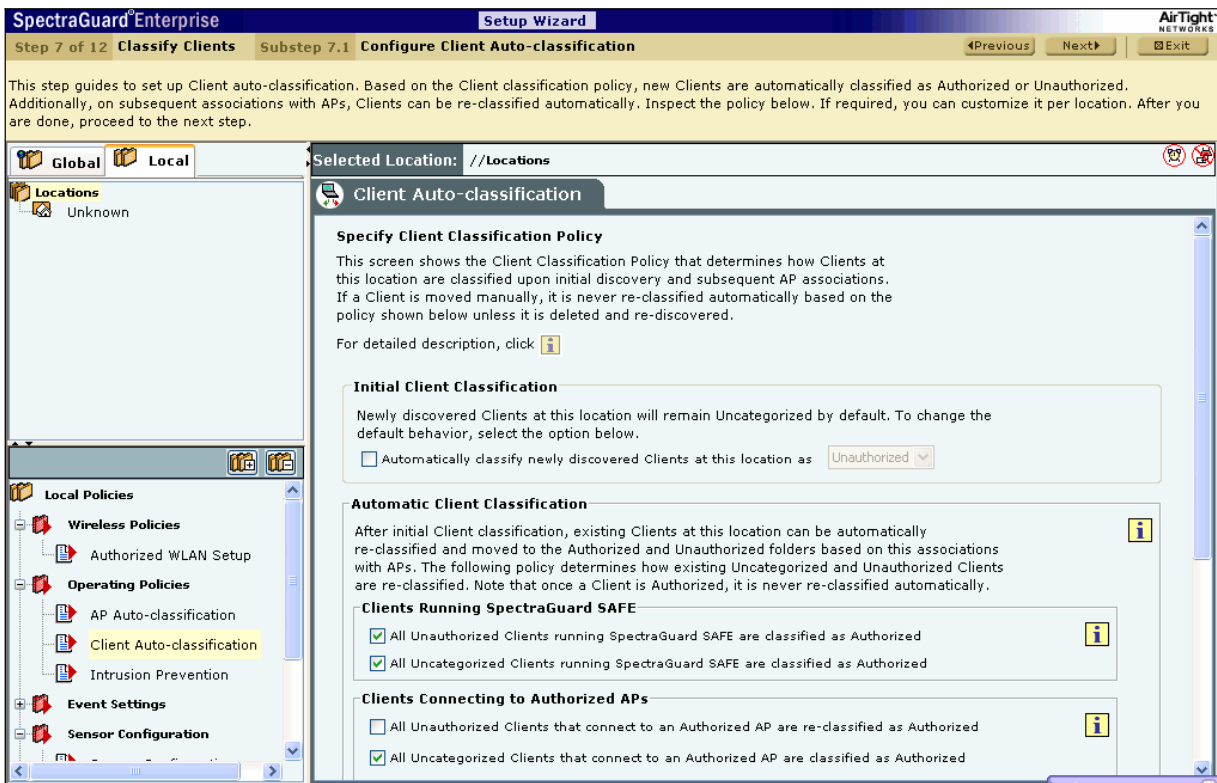 SpectraGuard® Enterprise
Setup Wizard
AirTight
NETWORKS
Step 7 of 12 Classify Clients Substep 7.1 Configure Client Auto-classification
Previous Next Exit
This step guides to set up Client auto-classification. Based on the Client classification policy, new Clients are automatically classified as Authorized or Unauthorized.
Additionally, on subsequent associations with APs, Clients can be re-classified automatically. Inspect the policy below. If required, you can customize it per location. After you
are done, proceed to the next step.
Global Local
Locations
Unknown
Selected Location: //Locations
Client Auto-classification
Specify Client Classification Policy
This screen shows the Client Classification Policy that determines how Clients at
this location are classified upon initial discovery and subsequent AP associations.
If a Client is moved manually, it is never re-classified automatically based on the
policy shown below unless it is deleted and re-discovered.
For detailed description, click i
Initial Client Classification
Newly discovered Clients at this location will remain Uncategorized by default. To change the
default behavior, select the option below.
Automatically classify newly discovered Clients at this location as Unauthorized
Automatic Client Classification
After initial Client classification, existing Clients at this location can be automatically
re-classified and moved to the Authorized and Unauthorized folders based on this associations
with APs. The following policy determines how existing Uncategorized and Unauthorized Clients
are re-classified. Note that once a Client is Authorized, it is never re-classified automatically.
i
Clients Running SpectraGuard SAFE
All Unauthorized Clients running SpectraGuard SAFE are classified as Authorized
i
All Uncategorized Clients running SpectraGuard SAFE are classified as Authorized
Clients Connecting to Authorized APs
All Unauthorized Clients that connect to an Authorized AP are re-classified as Authorized
i
All Uncategorized Clients that connect to an Authorized AP are classified as Authorized
Local Policies
Wireless Policies
Authorized WLAN Setup
Operating Policies
AP Auto-classification
Client Auto-classification
Intrusion Prevention
Event Settings
Sensor Configuration